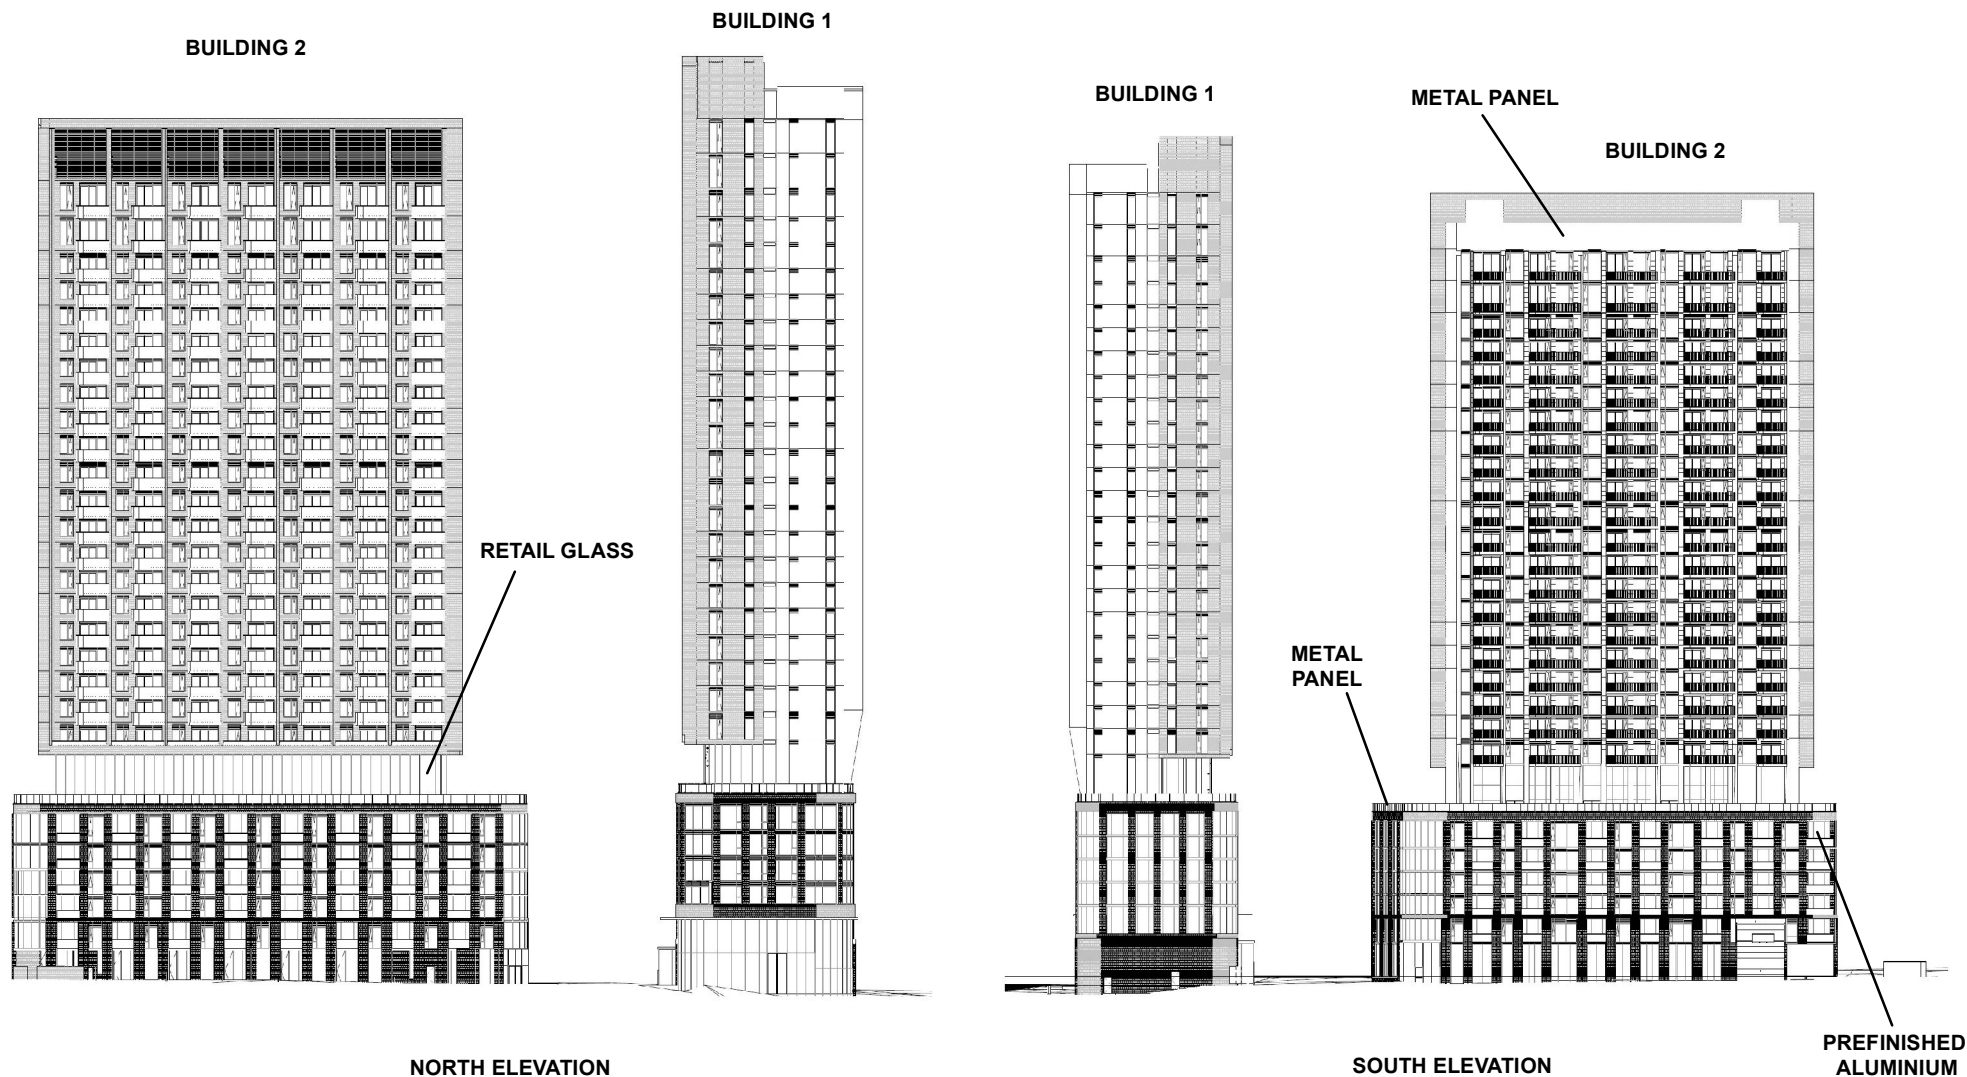 BUILDING 2
BUILDING 1
RETAIL GLASS
NORTH ELEVATION
BUILDING 1
METAL PANEL
BUILDING 2
METAL
PANEL
PREFINISHED
ALUMINIUM
SOUTH ELEVATION